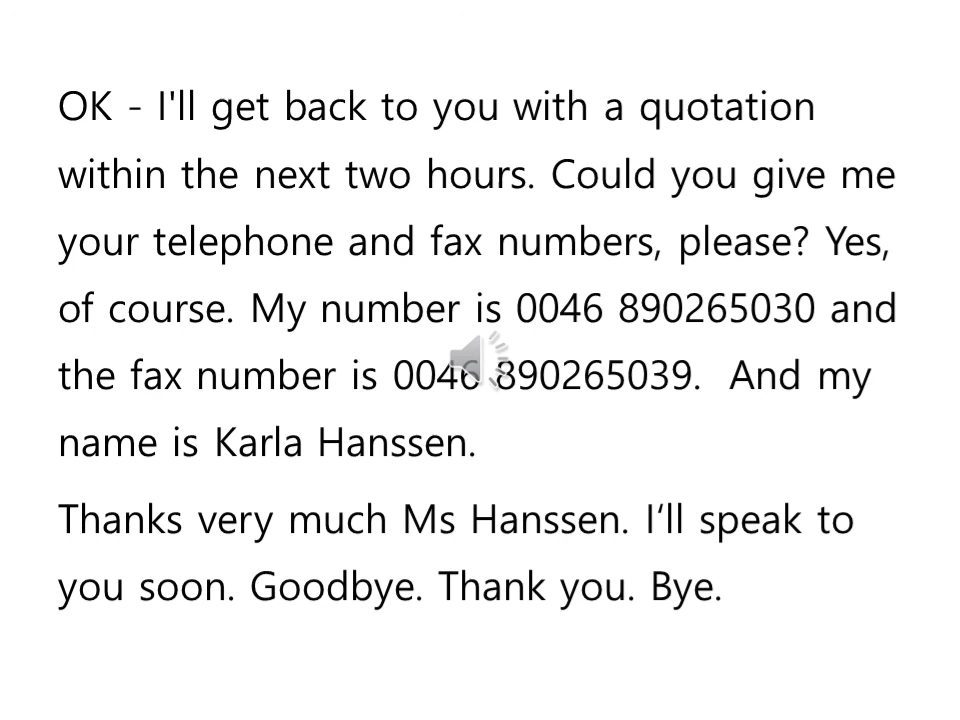 OK - I'll get back to you with a quotation
within the next two hours. Could you give me
your telephone and fax numbers, please? Yes,
of course. My number is 0046 890265030 and
the fax number is 0046 890265039.  And my
name is Karla Hanssen.
Thanks very much Ms Hanssen. I‘ll speak to
you soon. Goodbye. Thank you. Bye.